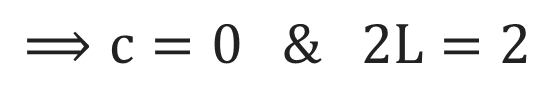 ⟹ c = 0 & 2L = 2